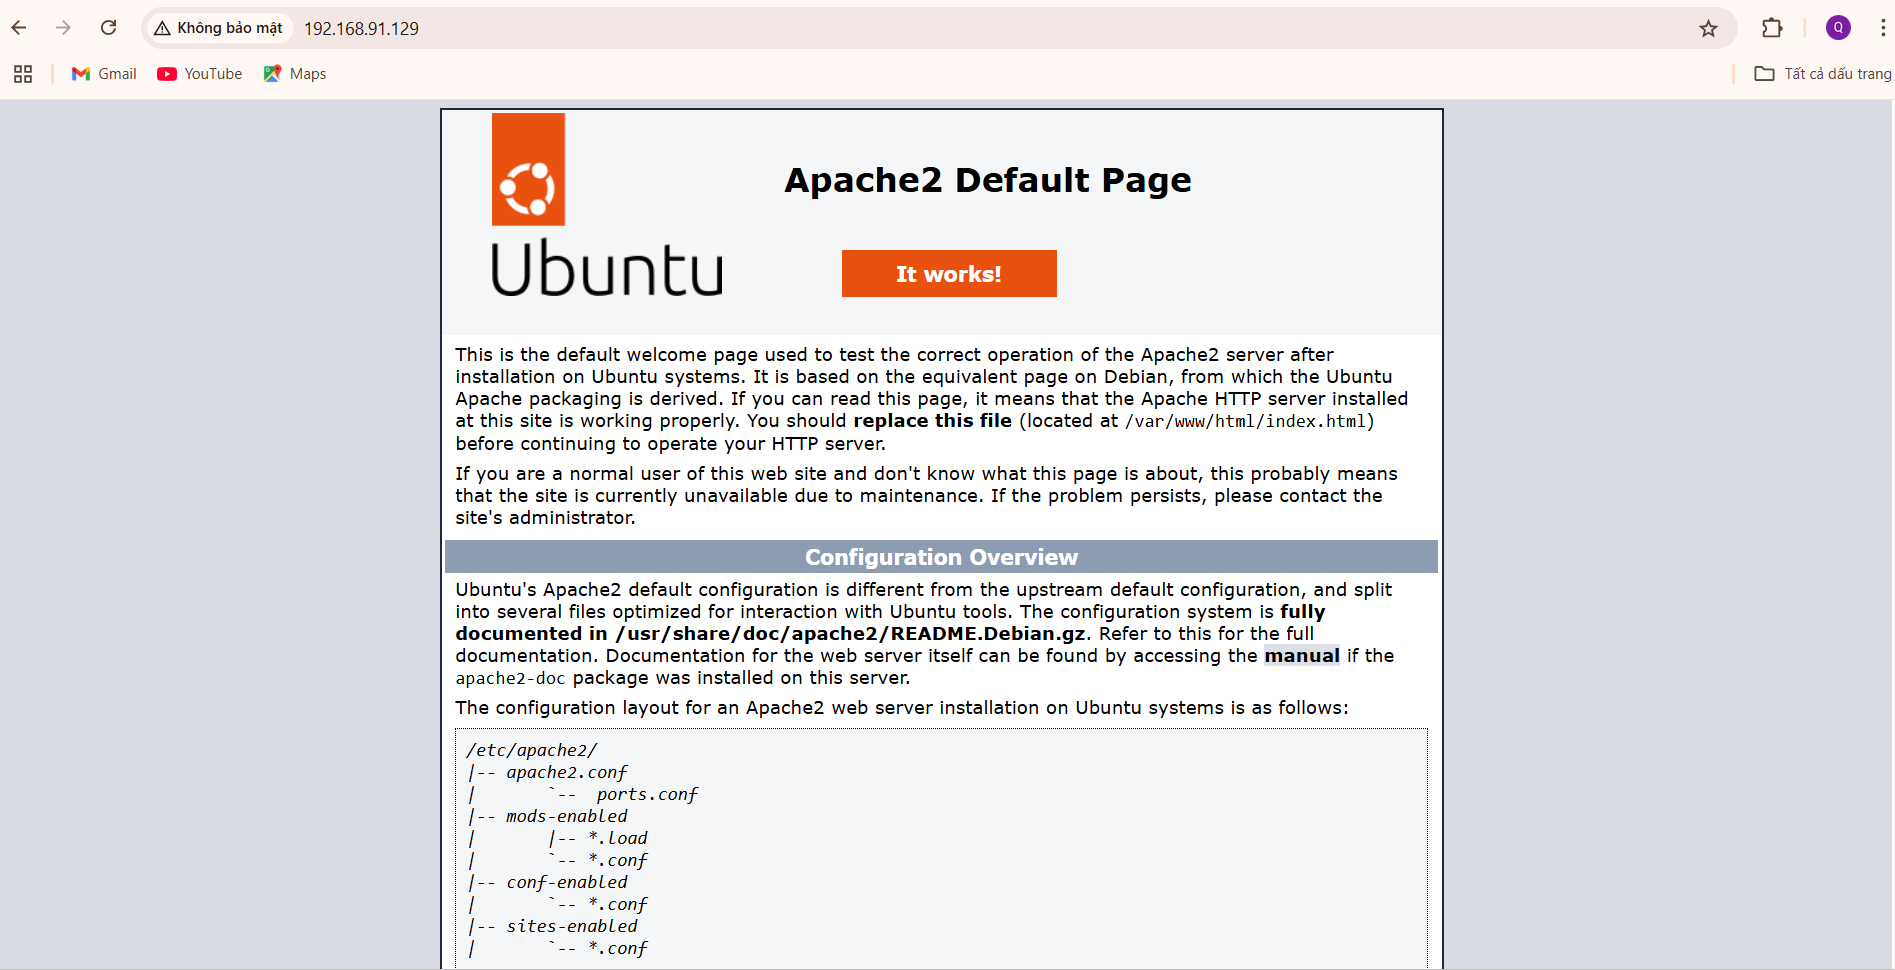 Không bảo mật 192.168.91.129 Q
Gmail YouTube Maps Tất cả dấu trang
Apache2 Default Page
Ubuntu
It works!
This is the default welcome page used to test the correct operation of the Apache2 server after
installation on Ubuntu systems. It is based on the equivalent page on Debian, from which the Ubuntu
Apache packaging is derived. If you can read this page, it means that the Apache HTTP server installed
at this site is working properly. You should replace this file (located at /var/www/html/index.html)
before continuing to operate your HTTP server.
If you are a normal user of this web site and don't know what this page is about, this probably means
that the site is currently unavailable due to maintenance. If the problem persists, please contact the
site's administrator.
Configuration Overview
Ubuntu's Apache2 default configuration is different from the upstream default configuration, and split
into several files optimized for interaction with Ubuntu tools. The configuration system is fully
documented in /usr/share/doc/apache2/README.Debian.gz. Refer to this for the full
documentation. Documentation for the web server itself can be found by accessing the manual if the
apache2-doc package was installed on this server.
The configuration layout for an Apache2 web server installation on Ubuntu systems is as follows:
/etc/apache2/
|-- apache2.conf
|       `--  ports.conf
|-- mods-enabled
|       |-- *.load
|       `-- *.conf
|-- conf-enabled
|       `-- *.conf
|-- sites-enabled
|       `-- *.conf